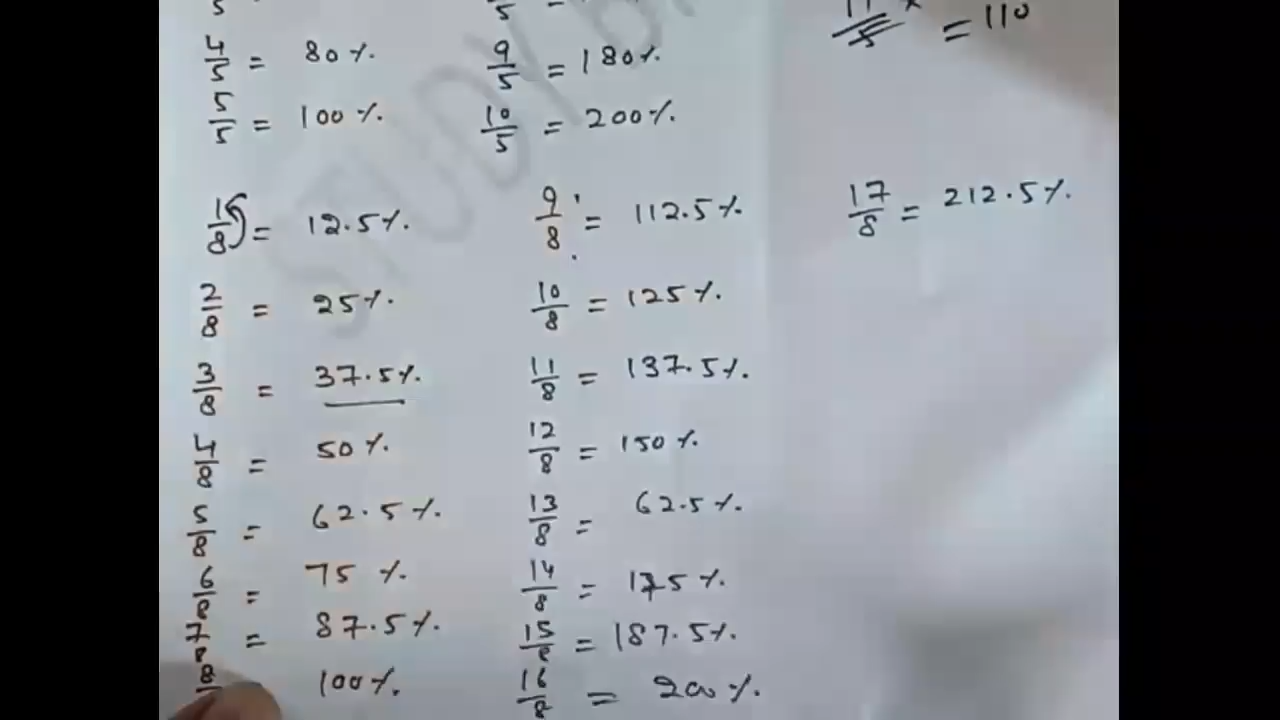 4/5 = 80% 9/5 = 180% = 110
5/5 = 100% 10/5 = 200%
STUDY
1/8 = 12.5% 9/8 = 112.5% 17/8 = 212.5%
2/8 = 25% 10/8 = 125%
3/8 = 37.5% 11/8 = 137.5%
4/8 = 50% 12/8 = 150%
5/8 = 62.5% 13/8 = 62.5%
6/8 = 75% 14/8 = 175%
7/8 = 87.5% 15/8 = 187.5%
8/ 100% 16/8 = 200%